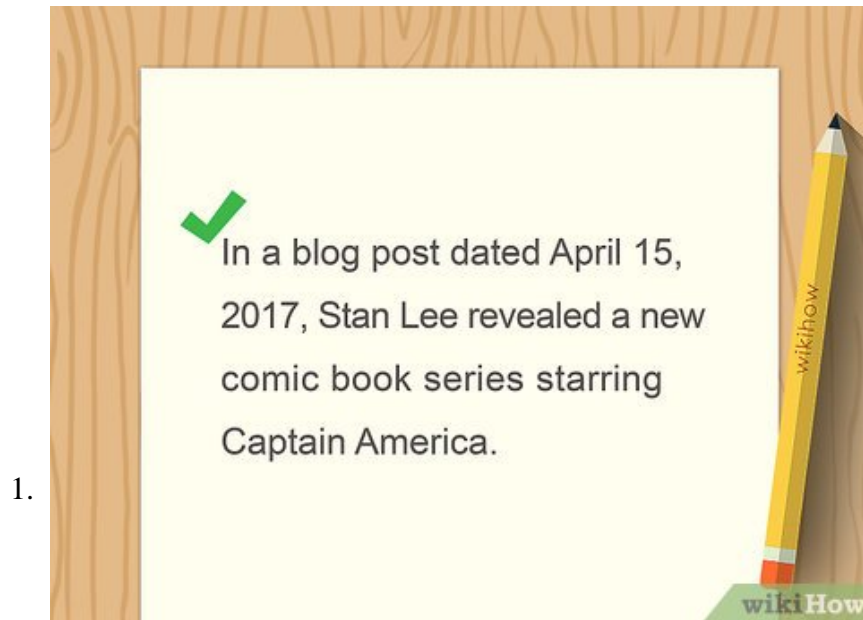 In a blog post dated April 15,
2017, Stan Lee revealed a new
comic book series starring
Captain America.
wikihow
1.
wikiHow